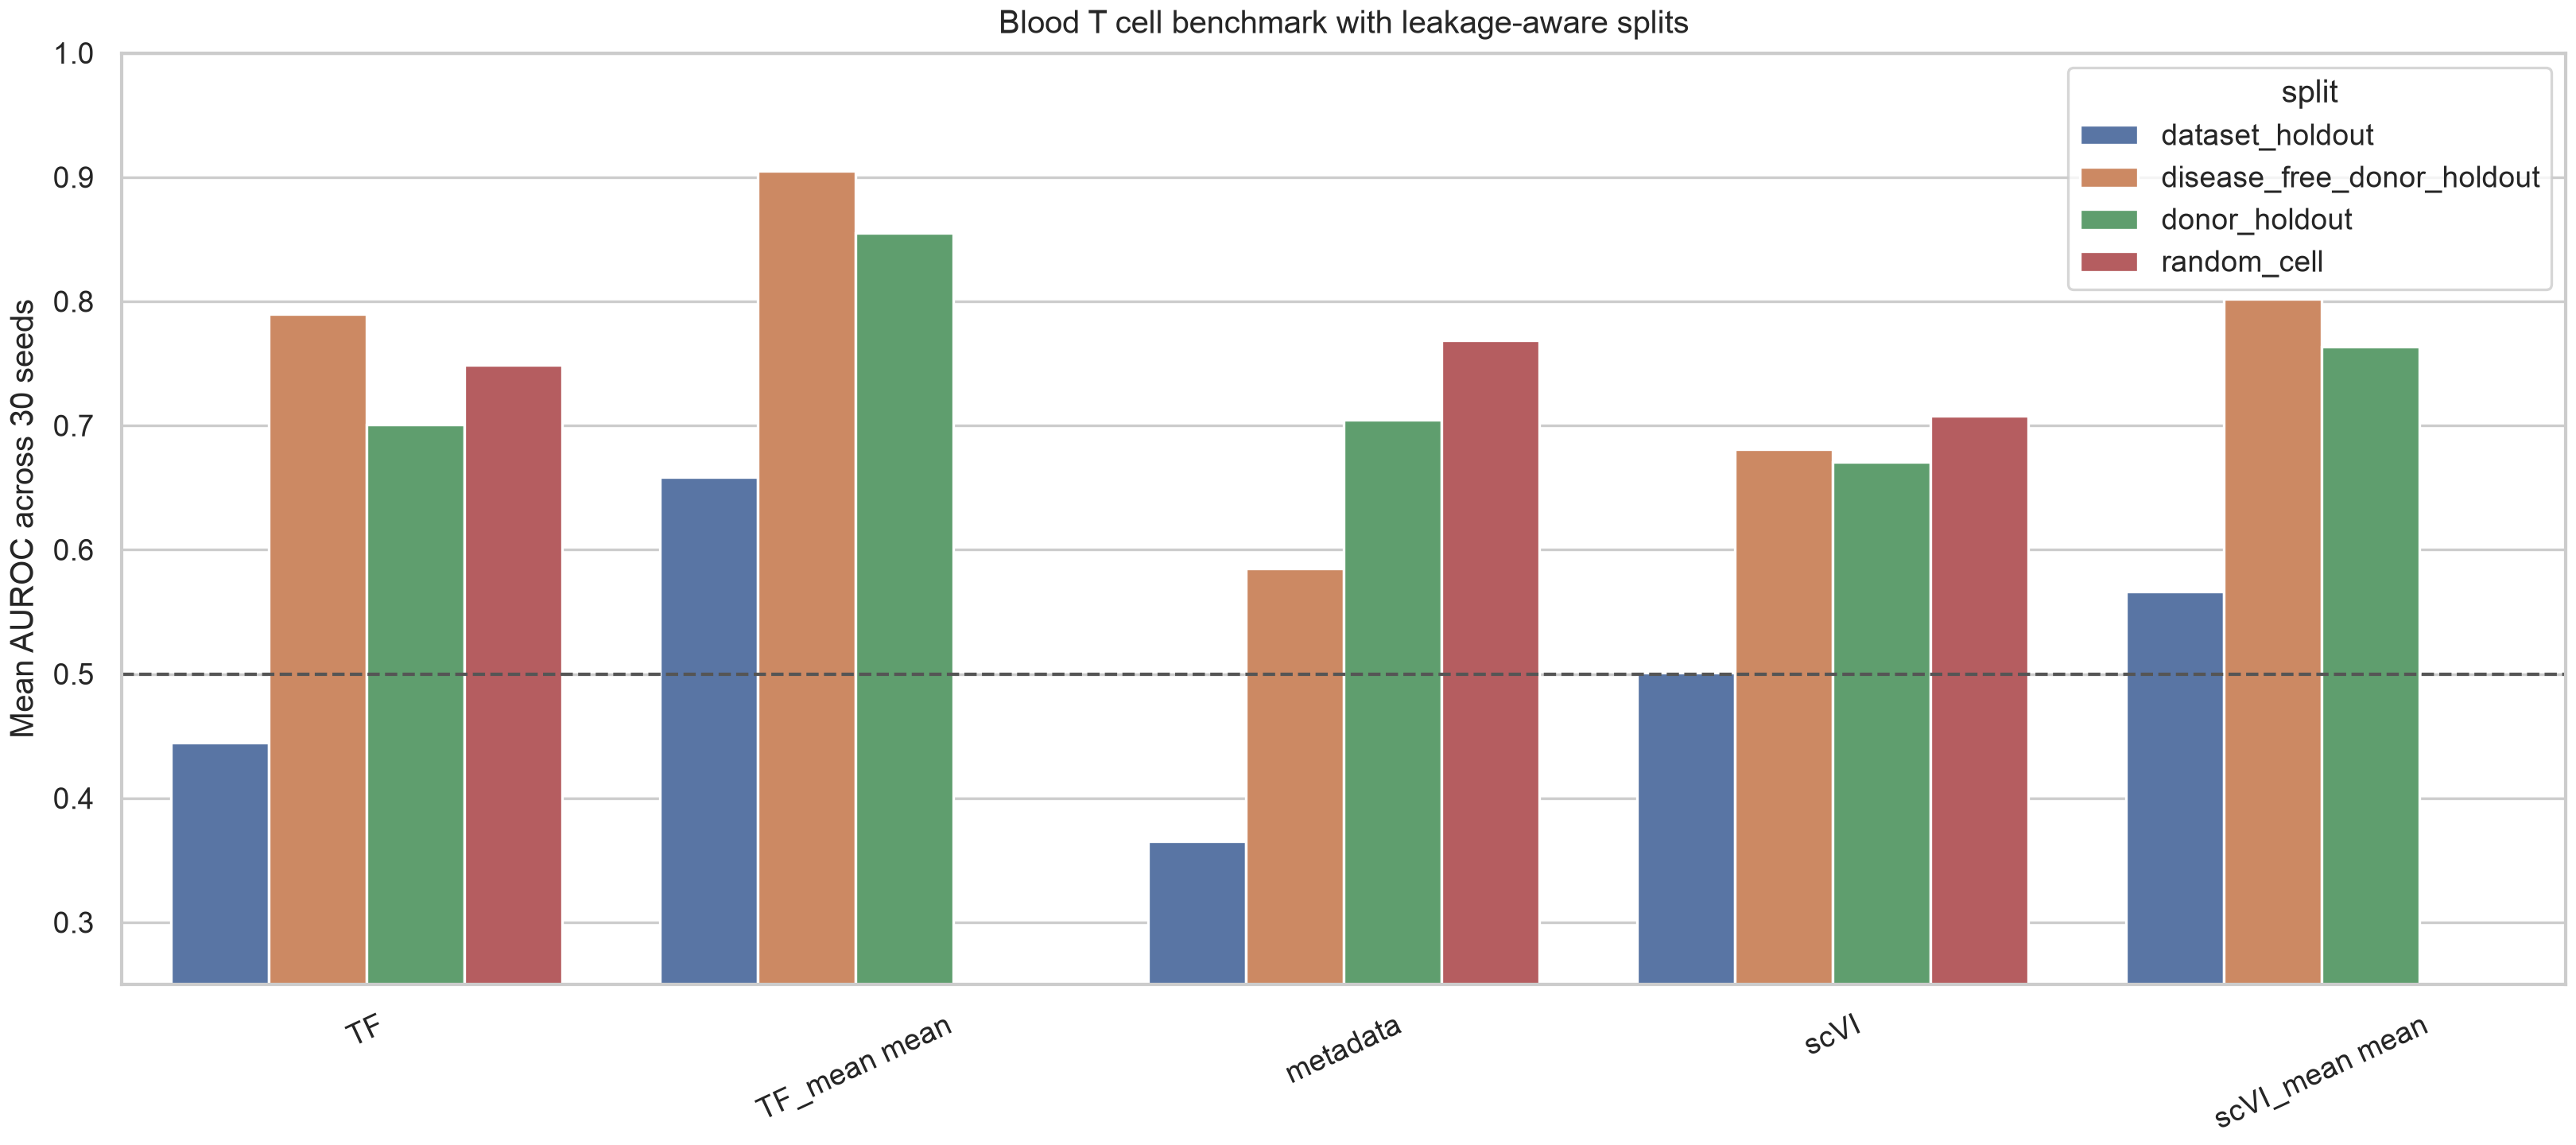 Blood T cell benchmark with leakage-aware splits
Mean AUROC across 30 seeds
1.0
0.9
0.8
0.7
0.6
0.5
0.4
0.3
split
dataset_holdout
disease_free_donor_holdout
donor_holdout
random_cell
TF
TF_mean mean
metadata
scVI
scVI_mean mean